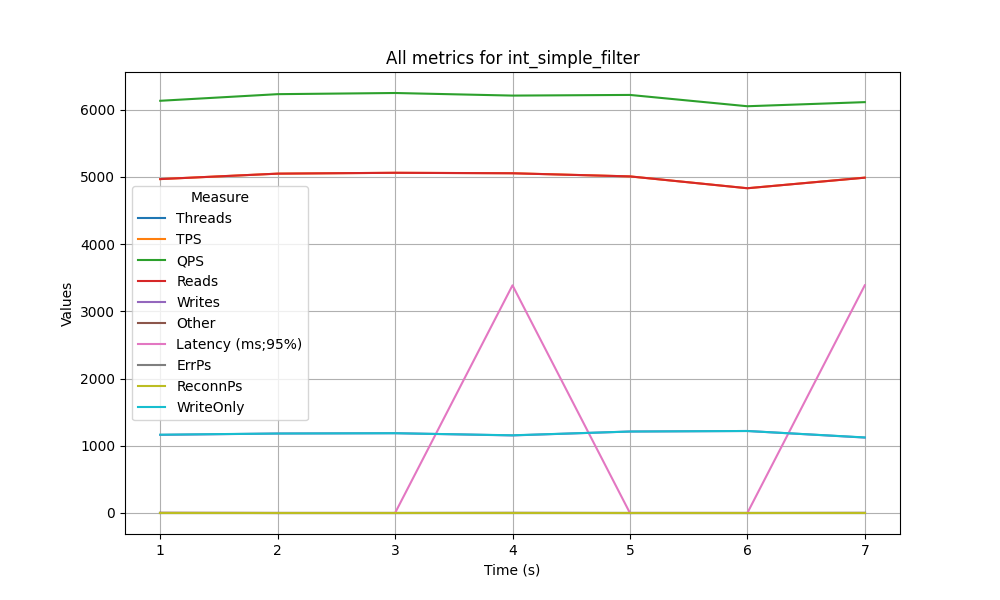 All metrics for int_simple_filter
Values
6000
5000
4000
3000
2000
1000
0
Measure
Threads
TPS
QPS
Reads
Writes
Other
Latency (ms;95%)
ErrPs
ReconnPs
WriteOnly
1 2 3 4 5 6 7
Time (s)